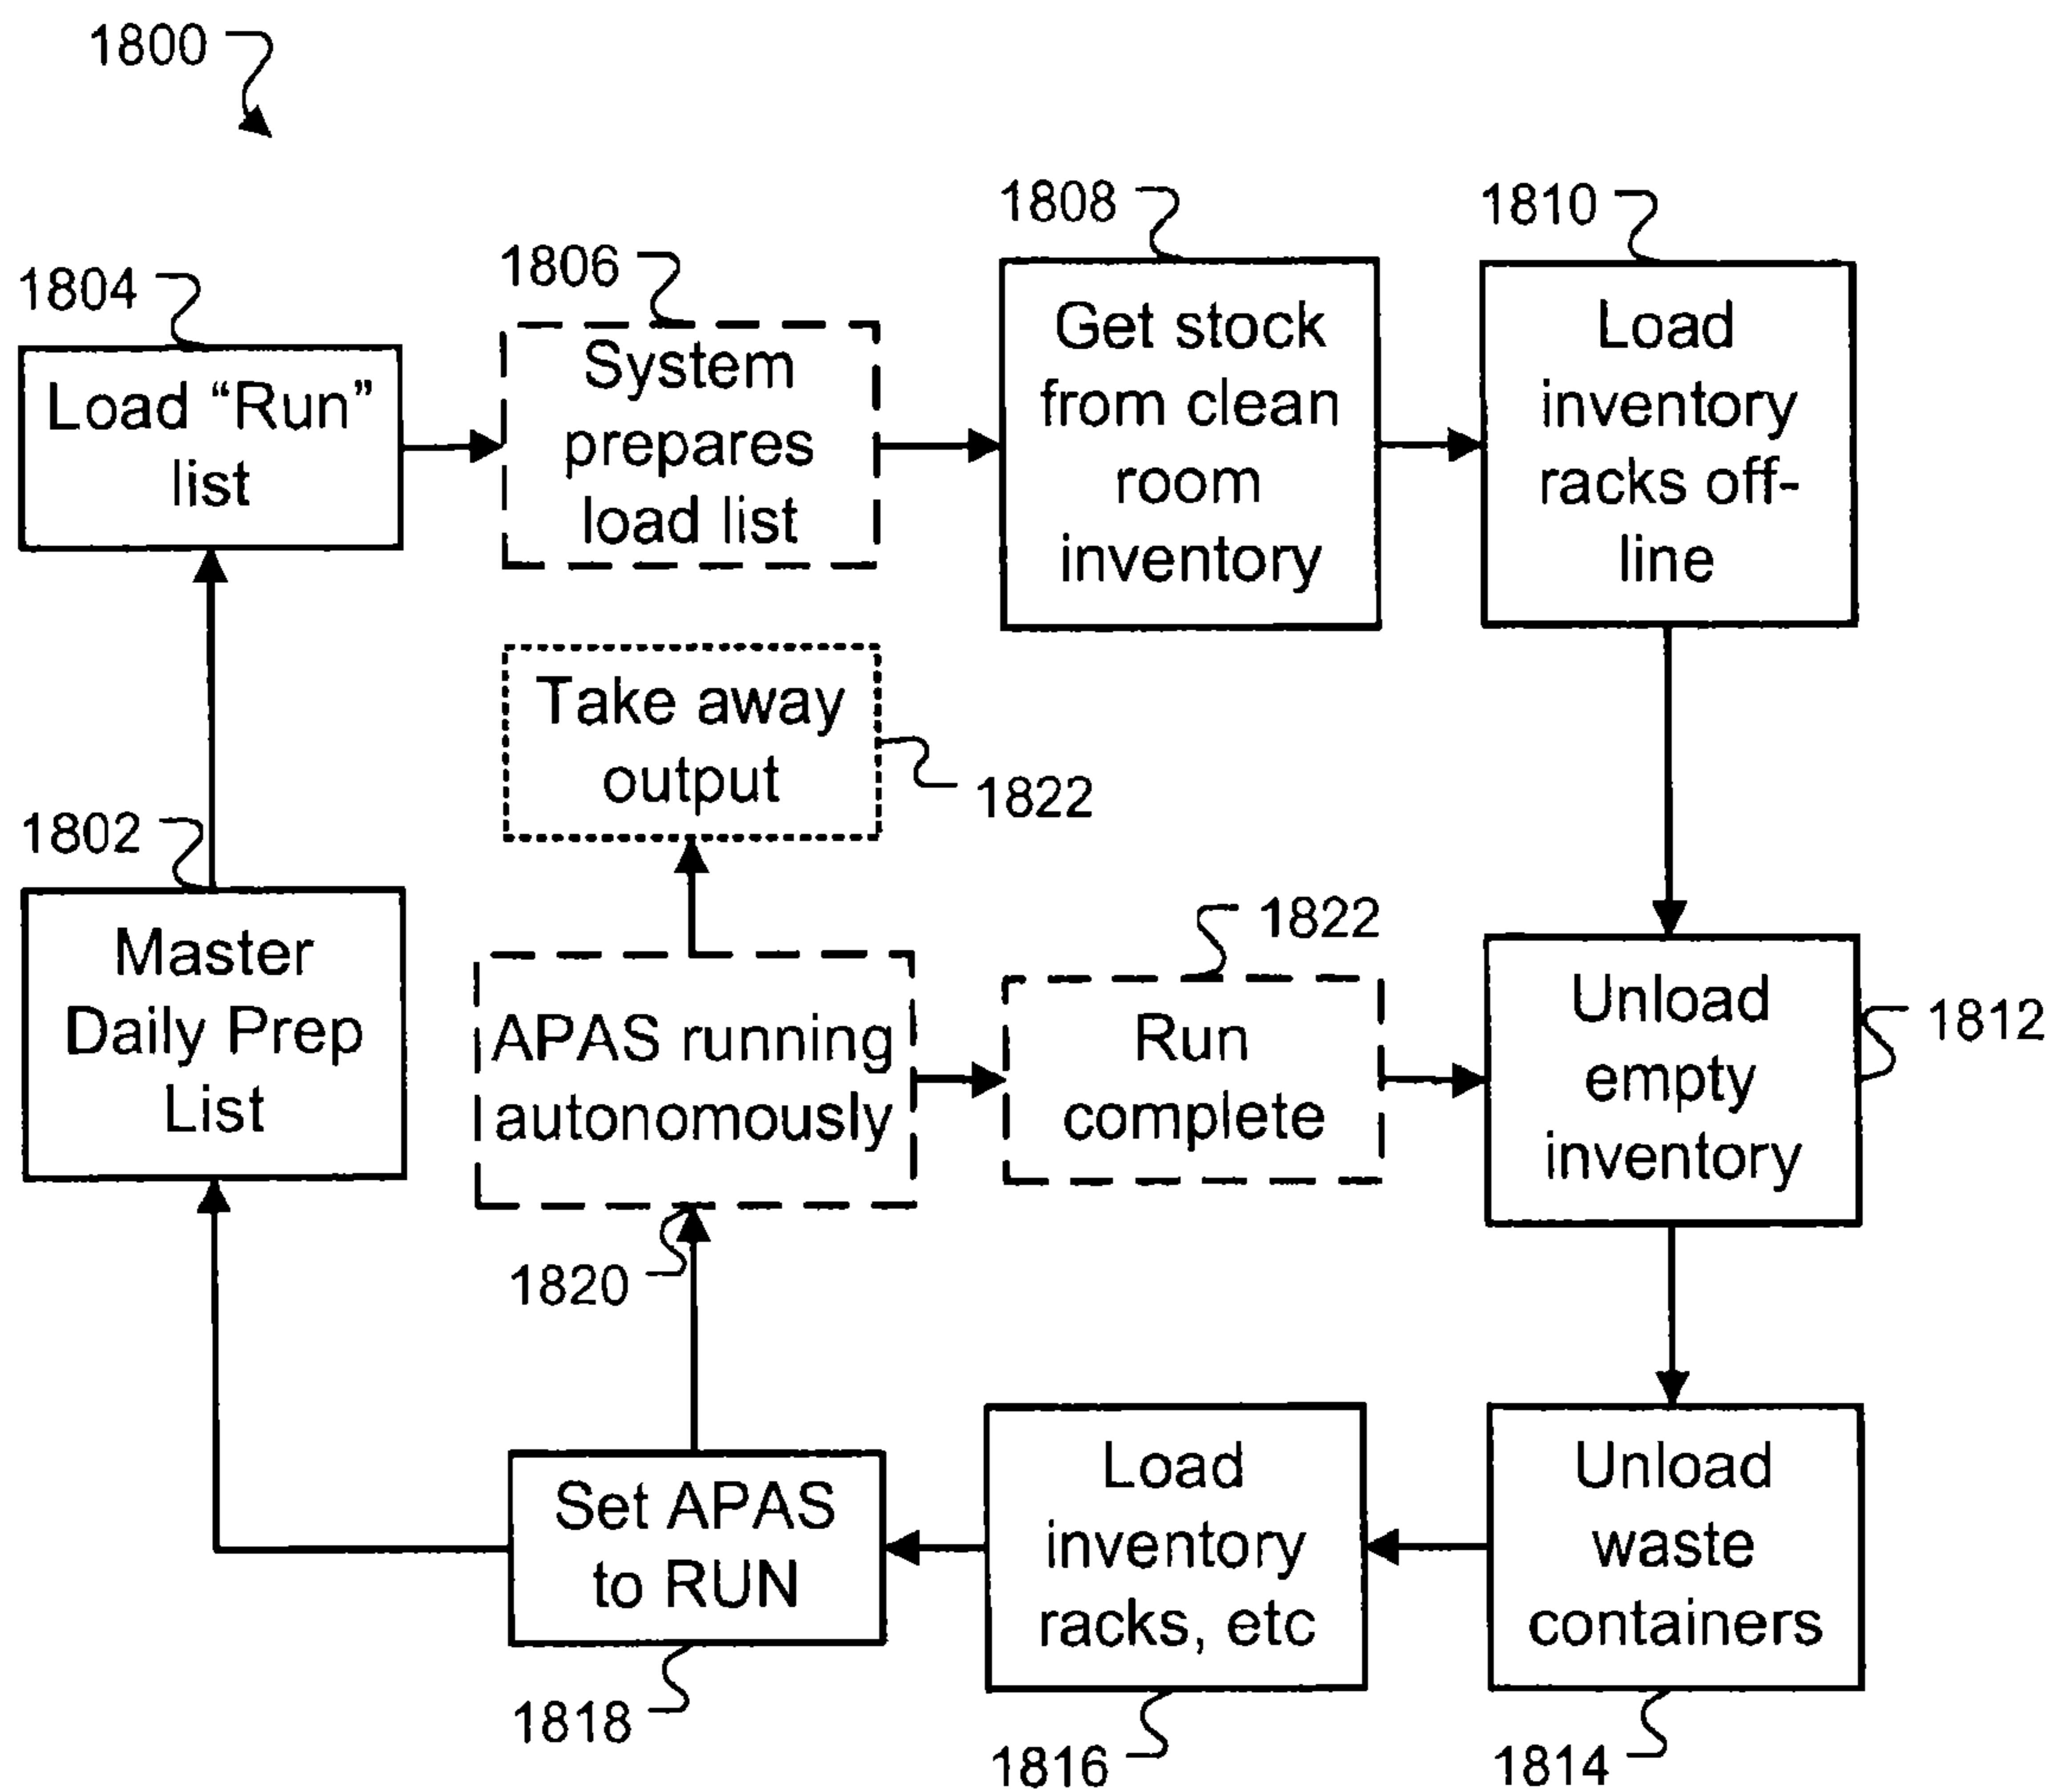 1800
1804
Load “Run”
list
1806
System
prepares
load list
1808
Get stock
from clean
room
inventory
1810
Load
inventory
racks off-
line
Take away
output
1822
1802
Master
Daily Prep
List
APAS running
autonomously
1820
1822
Run
complete
Unload
empty
inventory
1812
Set APAS
to RUN
1818
Load
inventory
racks, etc
1816
Unload
waste
containers
1814